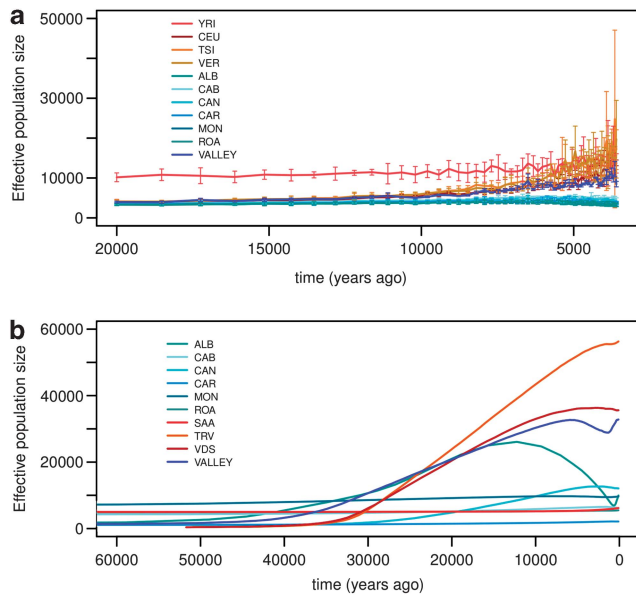 a
Effective population size
50000
30000
10000
0
YRI
CEU
TSI
VER
ALB
CAB
CAN
CAR
MON
ROA
VALLEY
20000 15000 10000 5000
time (years ago)
b
Effective population size
60000
40000
20000
0
ALB
CAB
CAN
CAR
MON
ROA
SAA
TRV
VDS
VALLEY
60000 50000 40000 30000 20000 10000 0
time (years ago)